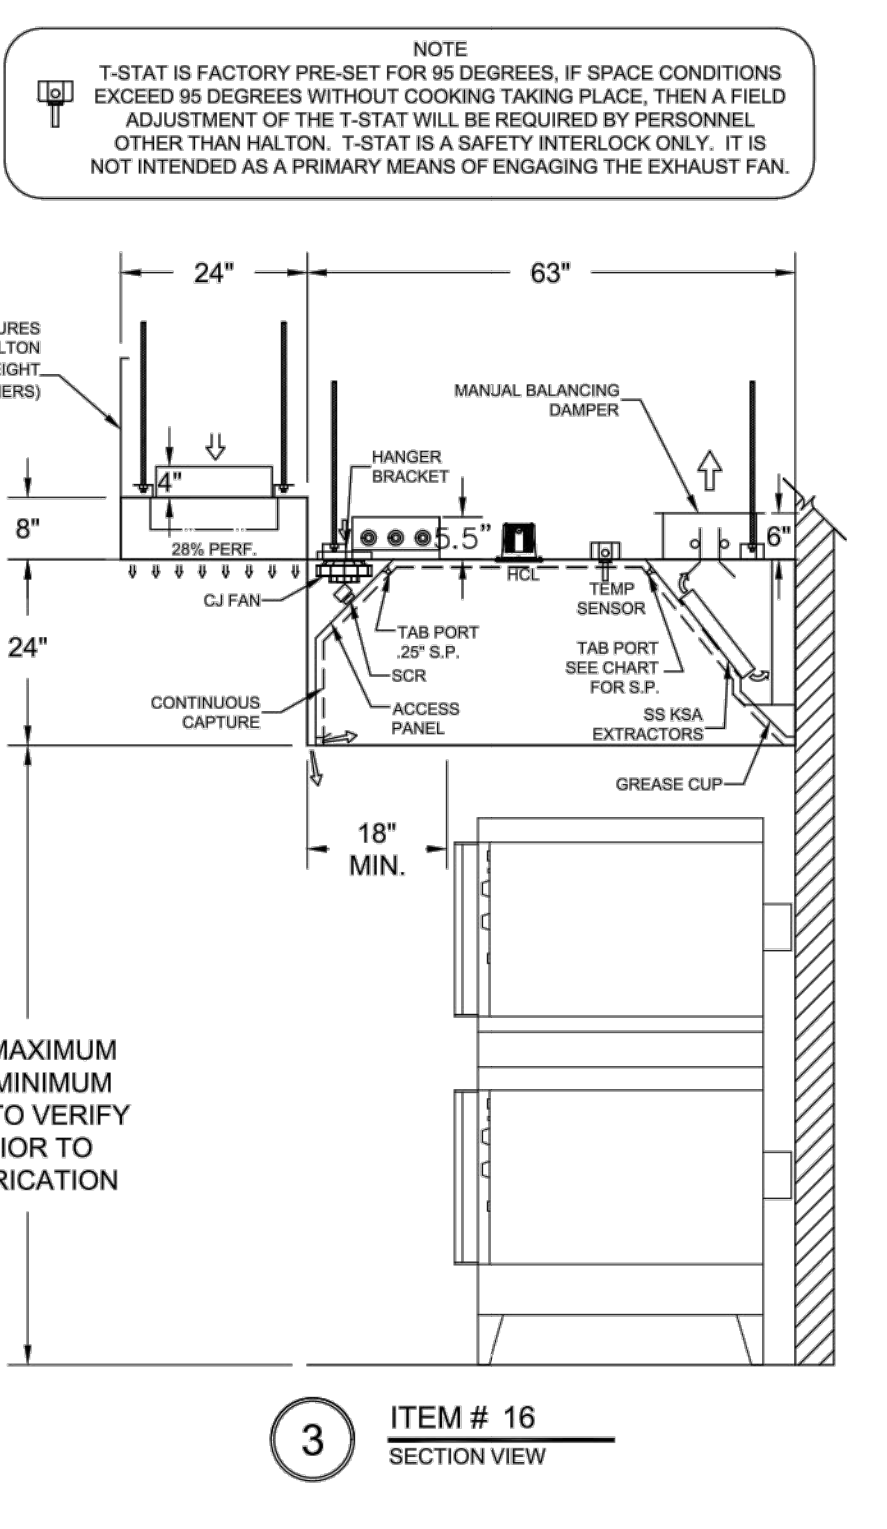 NOTE
T-STAT IS FACTORY PRE-SET FOR 95 DEGREES, IF SPACE CONDITIONS
EXCEED 95 DEGREES WITHOUT COOKING TAKING PLACE, THEN A FIELD
ADJUSTMENT OF THE T-STAT WILL BE REQUIRED BY PERSONNEL
OTHER THAN HALTON. T-STAT IS A SAFETY INTERLOCK ONLY. IT IS
NOT INTENDED AS A PRIMARY MEANS OF ENGAGING THE EXHAUST FAN.
24"
63"
URES
LTON
EIGHT
IERS)
MANUAL BALANCING
DAMPER
HANGER
BRACKET
4"
8"
5.5”
6"
28% PERF.
CJ FAN
HCL
TEMP
SENSOR
24"
TAB PORT
.25" S.P.
TAB PORT
SEE CHART
FOR S.P.
SCR
CONTINUOUS
CAPTURE
ACCESS
PANEL
SS KSA
EXTRACTORS
GREASE CUP
18"
MIN.
MAXIMUM
MINIMUM
TO VERIFY
IOR TO
RICATION
3
ITEM # 16
SECTION VIEW